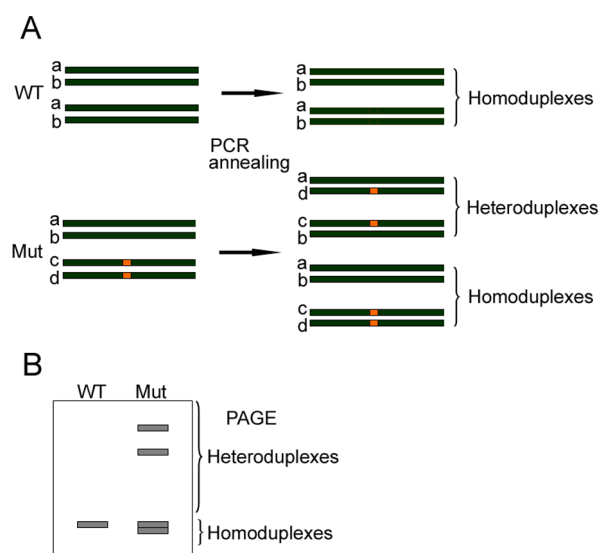 A
WT
a
b
a
b
PCR
annealing
a
b
a
b
Homoduplexes
Mut
a
b
c
d
a
d
c
b
Heteroduplexes
a
b
c
d
Homoduplexes
B
WT Mut
PAGE
Heteroduplexes
Homoduplexes